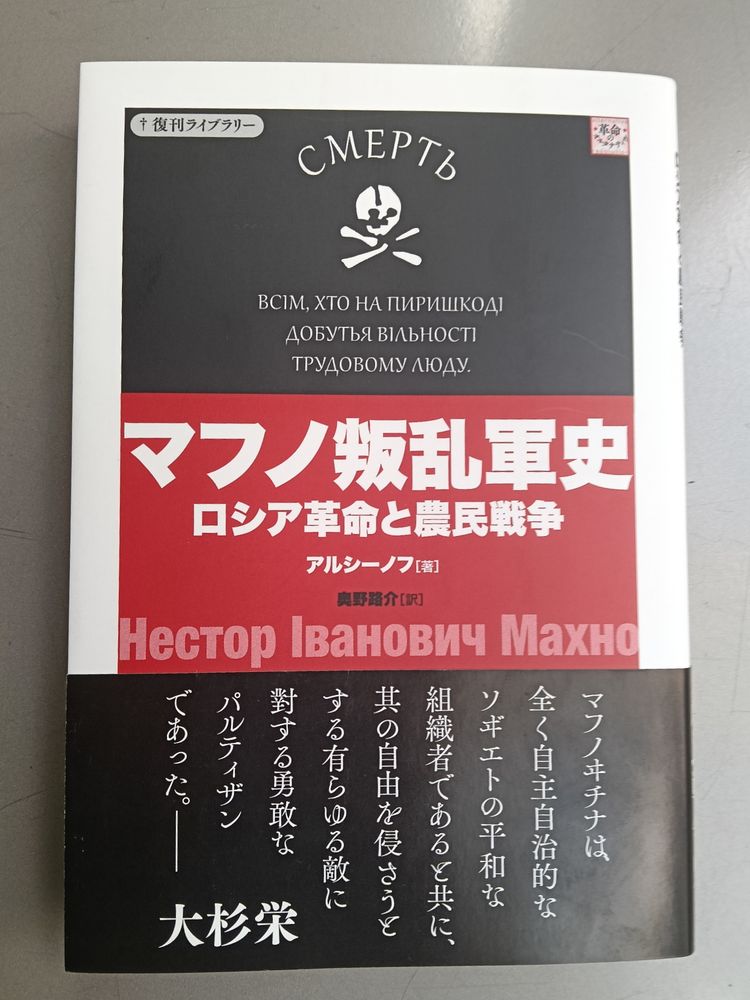 †復刊ライブラリー
革命の
СМЕРТЬ
ВСІМ, ХТО НА ПИРИШКОДІ
ДОБУТЬЯ ВІЛЬНОСТІ
ТРУДОВОМУ ЛЮДУ.
マフノ叛乱軍史
ロシア革命と農民戦争
アルシーノフ[著]
奥野路介[訳]
Нестор Іванович Махно
マフノヰチナは、
全く自主自治的な
ソヸエトの平和な
組織者であると共に、
其の自由を侵さうと
する有らゆる敵に
對する勇敢な
パルティザン
であった。――
大杉栄